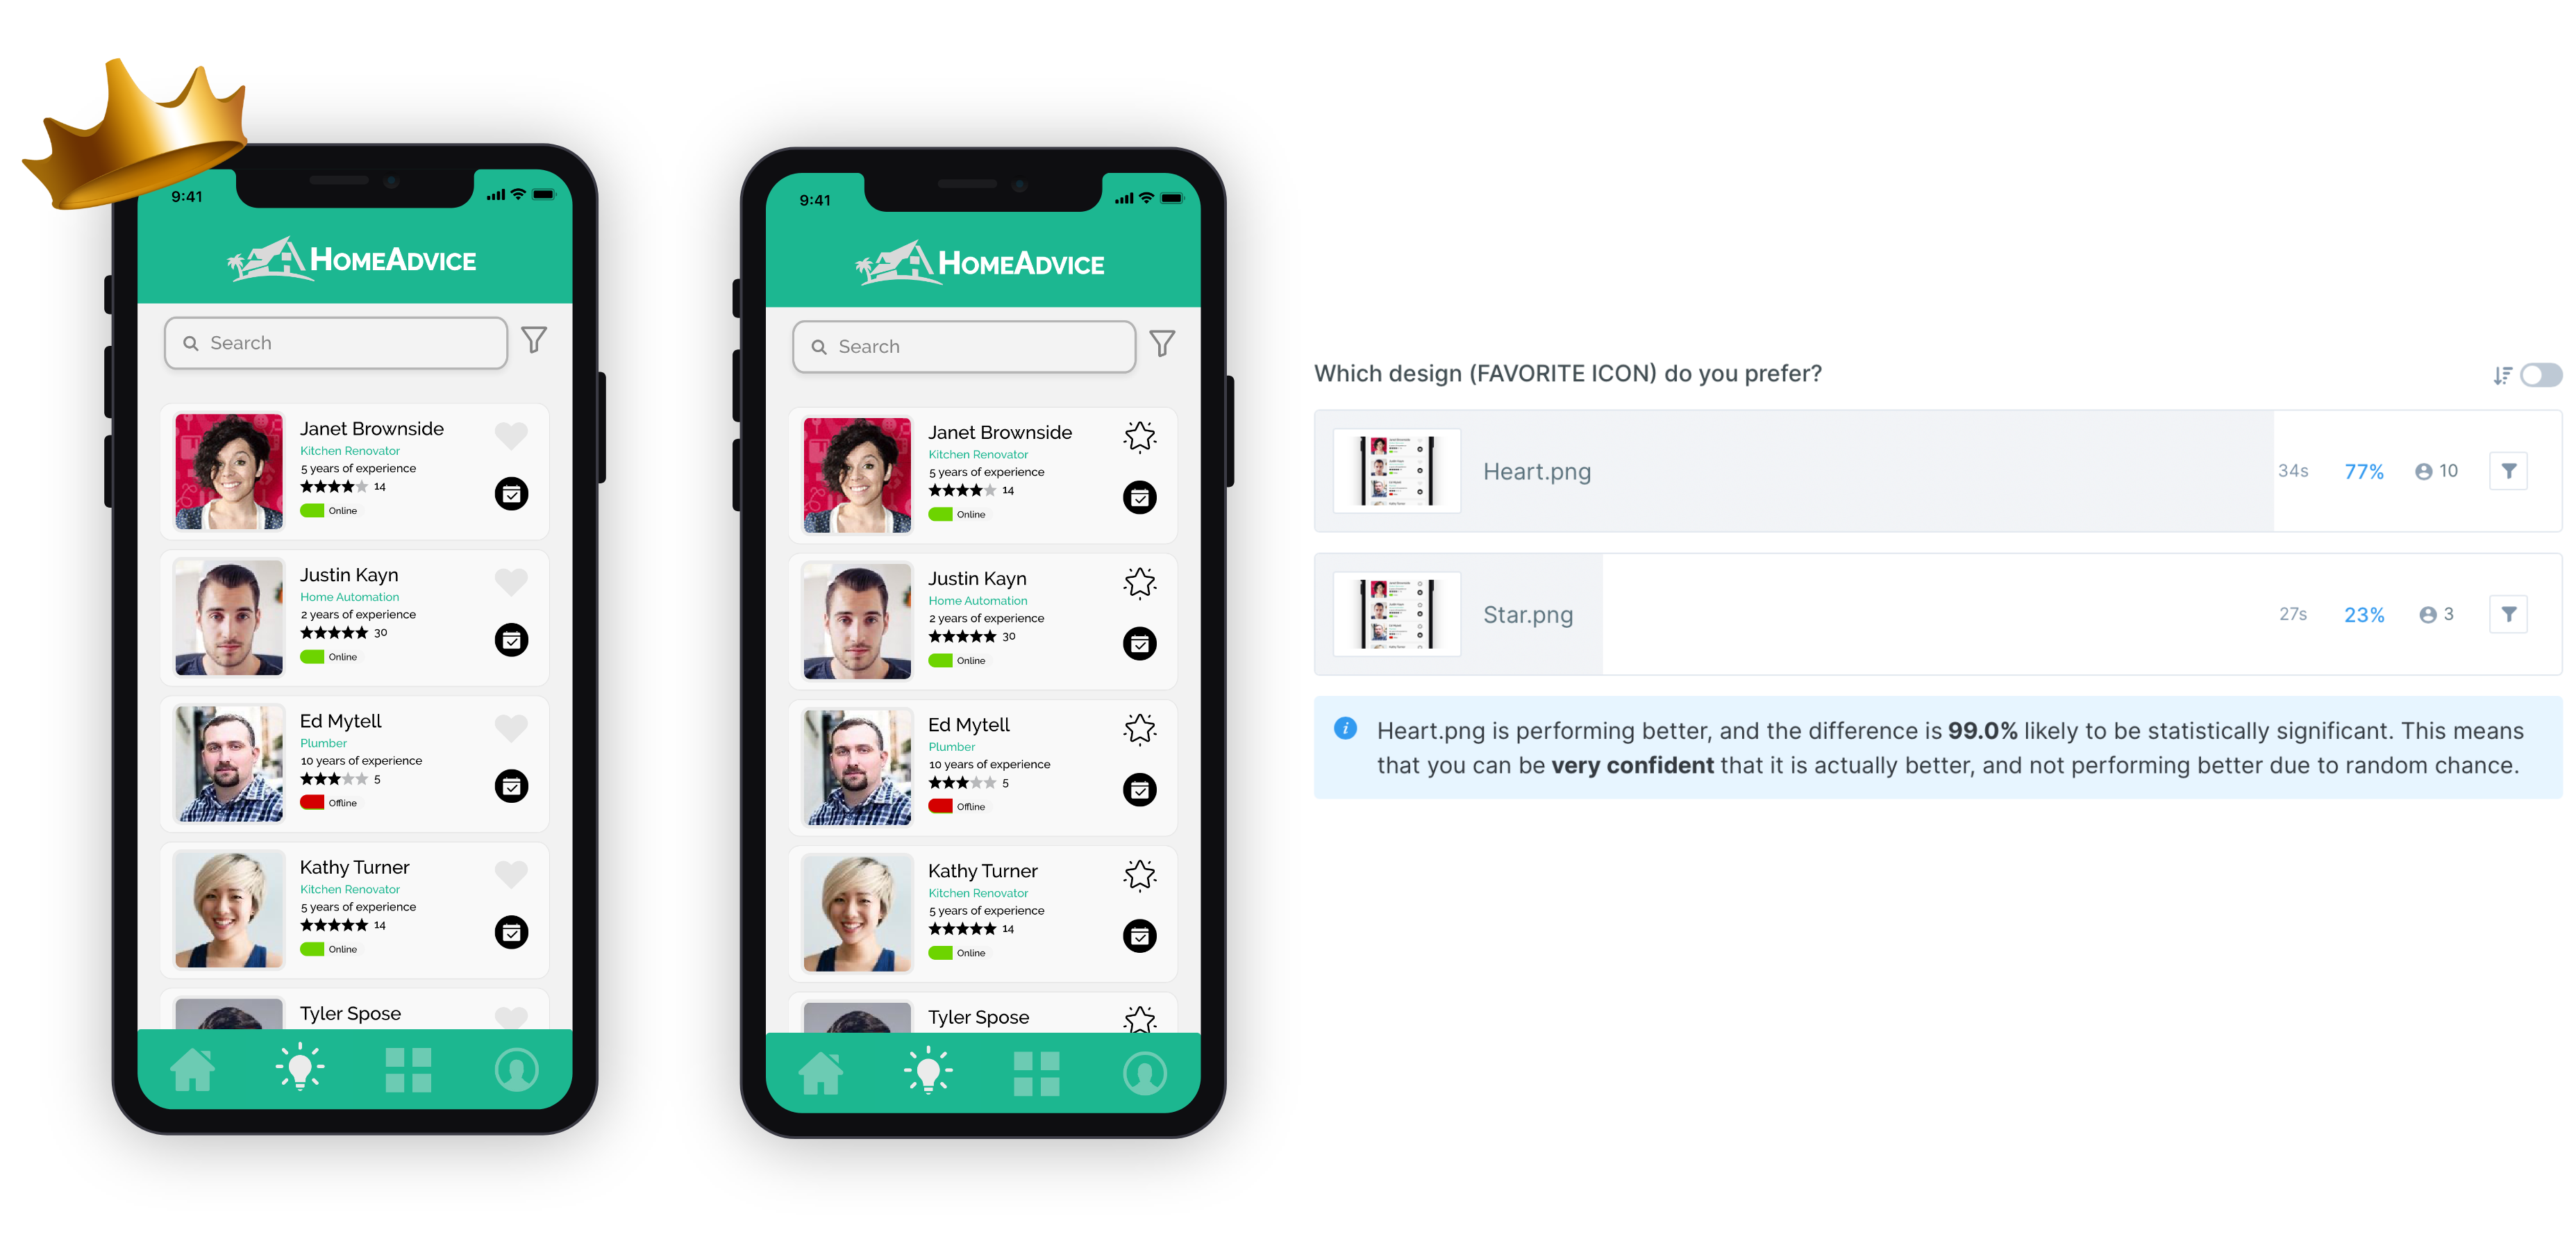 9:41
HOMEADVICE
Search
Janet Brownside
Kitchen Renovator
5 years of experience
14
Online
Justin Kayn
Home Automation
2 years of experience
30
Online
Ed Mytell
Plumber
10 years of experience
5
Offline
Kathy Turner
Kitchen Renovator
5 years of experience
14
Online
Tyler Spose
9:41
HOMEADVICE
Search
Janet Brownside
Kitchen Renovator
5 years of experience
14
Online
Justin Kayn
Home Automation
2 years of experience
30
Online
Ed Mytell
Plumber
10 years of experience
5
Offline
Kathy Turner
Kitchen Renovator
5 years of experience
14
Online
Tyler Spose
Which design (FAVORITE ICON) do you prefer?
Heart.png 34s 77% 10
Star.png 27s 23% 3
Heart.png is performing better, and the difference is 99.0% likely to be statistically significant. This means
that you can be very confident that it is actually better, and not performing better due to random chance.